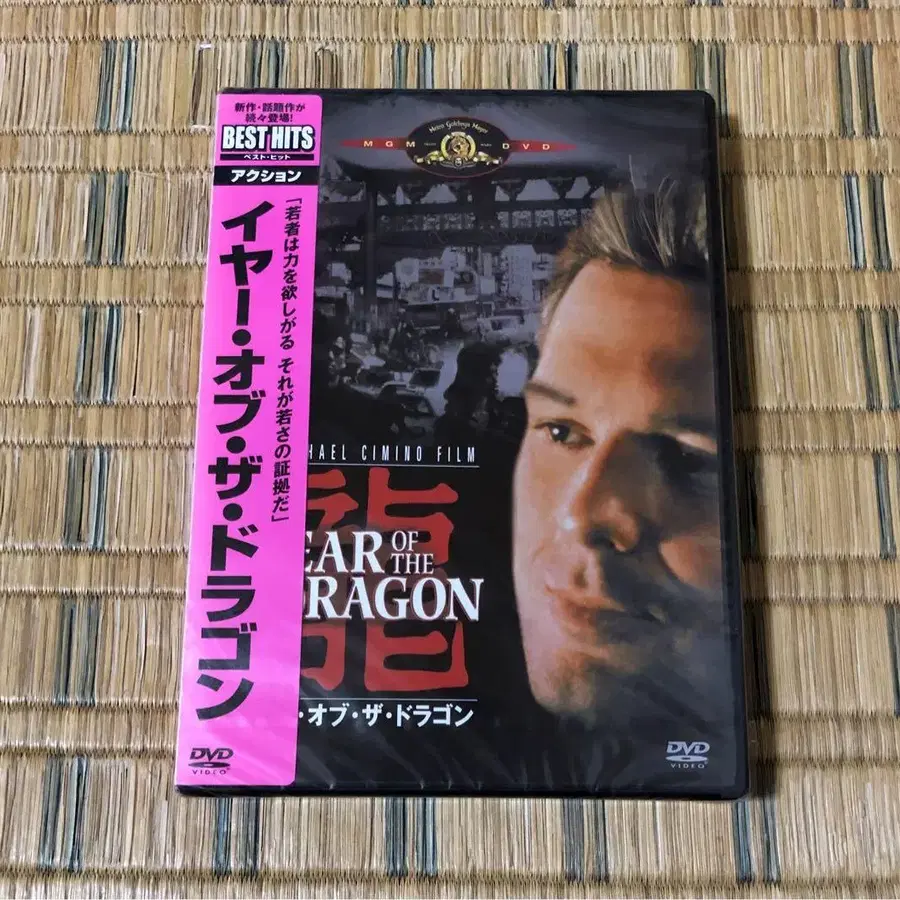 新作・話題作が
続々登場!
BEST HITS
ベスト・ヒット
アクション
「若者は力を欲しがる それが若さの証拠だ」
イヤー・オブ・ザ・ドラゴン
DVD
VIDEO
Metro Goldwyn Mayer
MGM DVD
HAEL CIMINO FILM
龍
EAR OF THE
RAGON
・オブ・ザ・ドラゴン
DVD
VIDEO